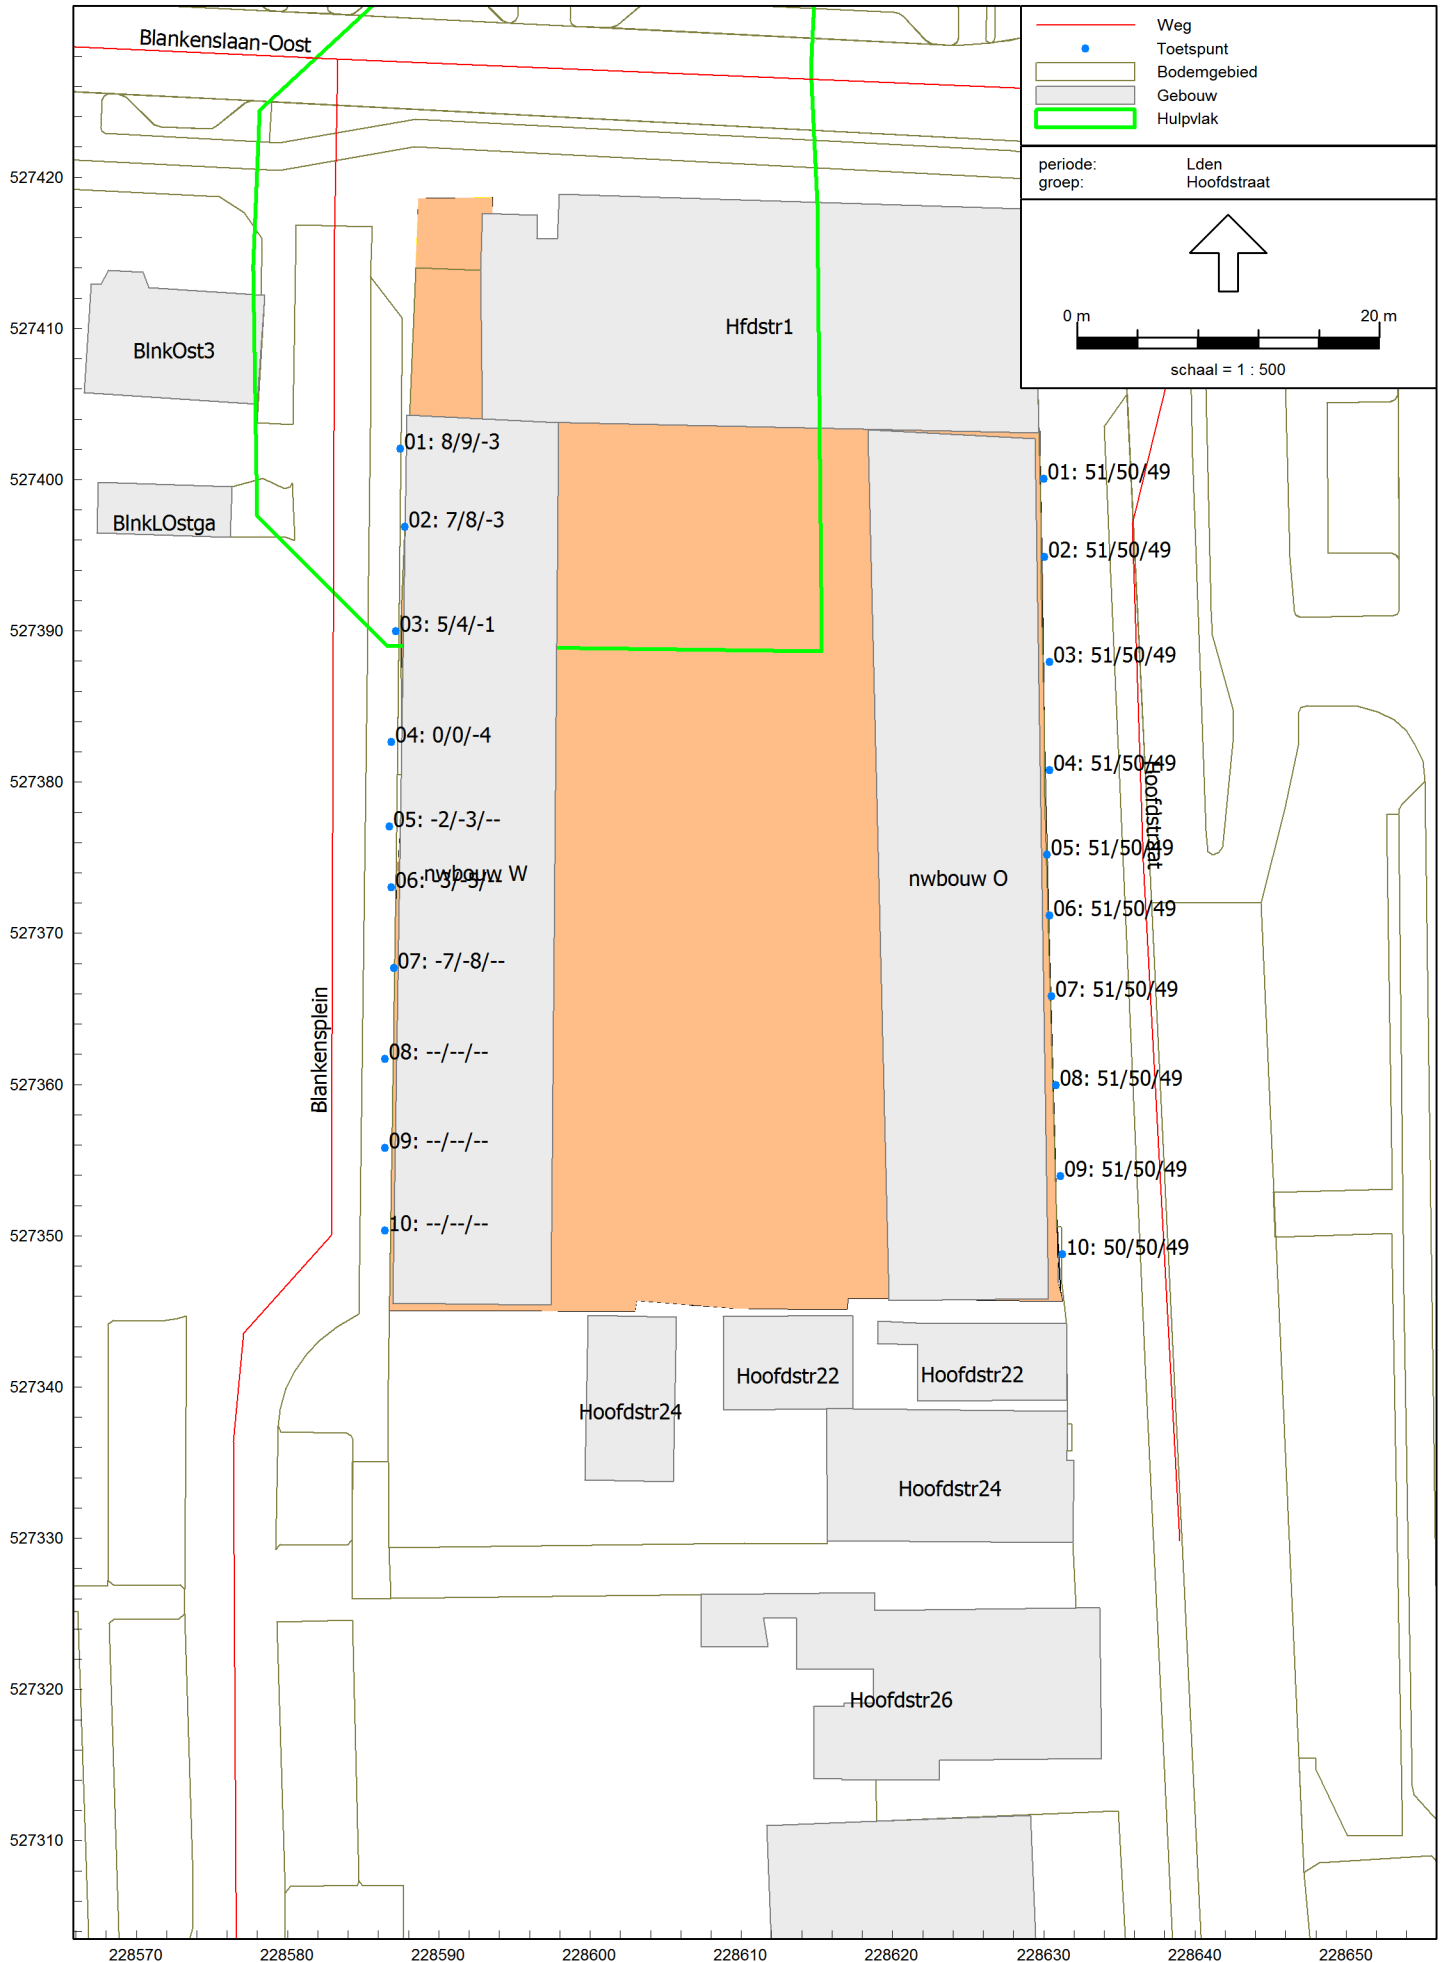 Blankenslaan-Oost
Weg
Toetspunt
Bodemgebied
Gebouw
Hulpvlak
periode: Lden
groep: Hoofdstraat
0 m 20 m
schaal = 1 : 500
527420
527410
527400
527390
527380
527370
527360
527350
527340
527330
527320
527310
BlnkOst3
BlnkLOstga
Hfdstr1
01: 8/9/-3
02: 7/8/-3
03: 5/4/-1
04: 0/0/-4
05: -2/-3/--
06: -3/-5/--
nwbouw W
07: -7/-8/--
08: --/--/--
09: --/--/--
10: --/--/--
Blankensplein
nwbouw O
01: 51/50/49
02: 51/50/49
03: 51/50/49
04: 51/50/49
05: 51/50/49
06: 51/50/49
07: 51/50/49
08: 51/50/49
09: 51/50/49
10: 50/50/49
Hoofdstraat
Hoofdstr24
Hoofdstr22
Hoofdstr22
Hoofdstr24
Hoofdstr26
228570 228580 228590 228600 228610 228620 228630 228640 228650